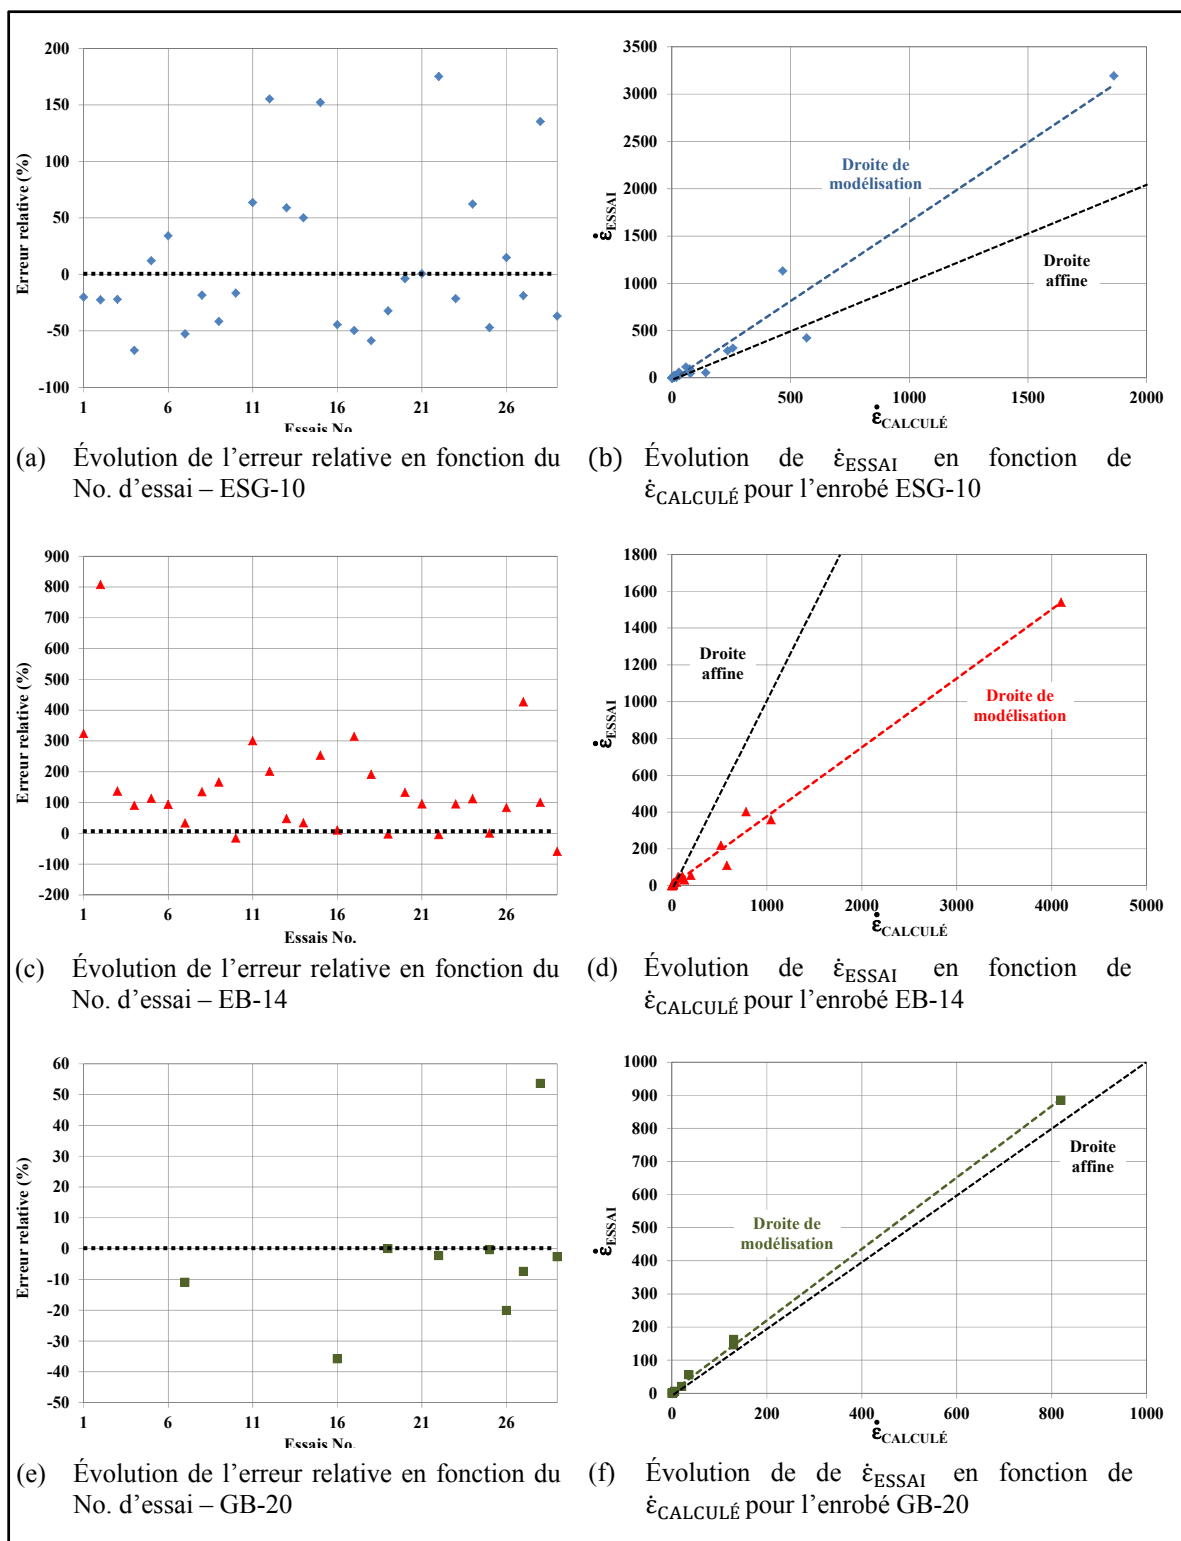 200
150
100
50
0
-50
-100
1 6 11 16 21 26
Erreur relative (%)
Essais No.
3500
3000
2500
2000
1500
1000
500
0
0 500 1000 1500 2000
ε̇ESSAI
ε̇CALCULÉ
Droite de
modélisation
Droite
affine
(a) Évolution de l’erreur relative en fonction du
No. d’essai – ESG-10
(b) Évolution de ε̇ESSAI en fonction de
ε̇CALCULÉ pour l’enrobé ESG-10
900
800
700
600
500
400
300
200
100
0
-100
-200
1 6 11 16 21 26
Erreur relative (%)
Essais No.
1800
1600
1400
1200
1000
800
600
400
200
0
0 1000 2000 3000 4000 5000
ε̇ESSAI
ε̇CALCULÉ
Droite
affine
Droite de
modélisation
(c) Évolution de l’erreur relative en fonction du
No. d’essai – EB-14
(d) Évolution de ε̇ESSAI en fonction de
ε̇CALCULÉ pour l’enrobé EB-14
60
50
40
30
20
10
0
-10
-20
-30
-40
-50
1 6 11 16 21 26
Erreur relative (%)
Essais No.
1000
900
800
700
600
500
400
300
200
100
0
0 200 400 600 800 1000
ε̇ESSAI
ε̇CALCULÉ
Droite
affine
Droite de
modélisation
(e) Évolution de l’erreur relative en fonction du
No. d’essai – GB-20
(f) Évolution de de ε̇ESSAI en fonction de
ε̇CALCULÉ pour l’enrobé GB-20